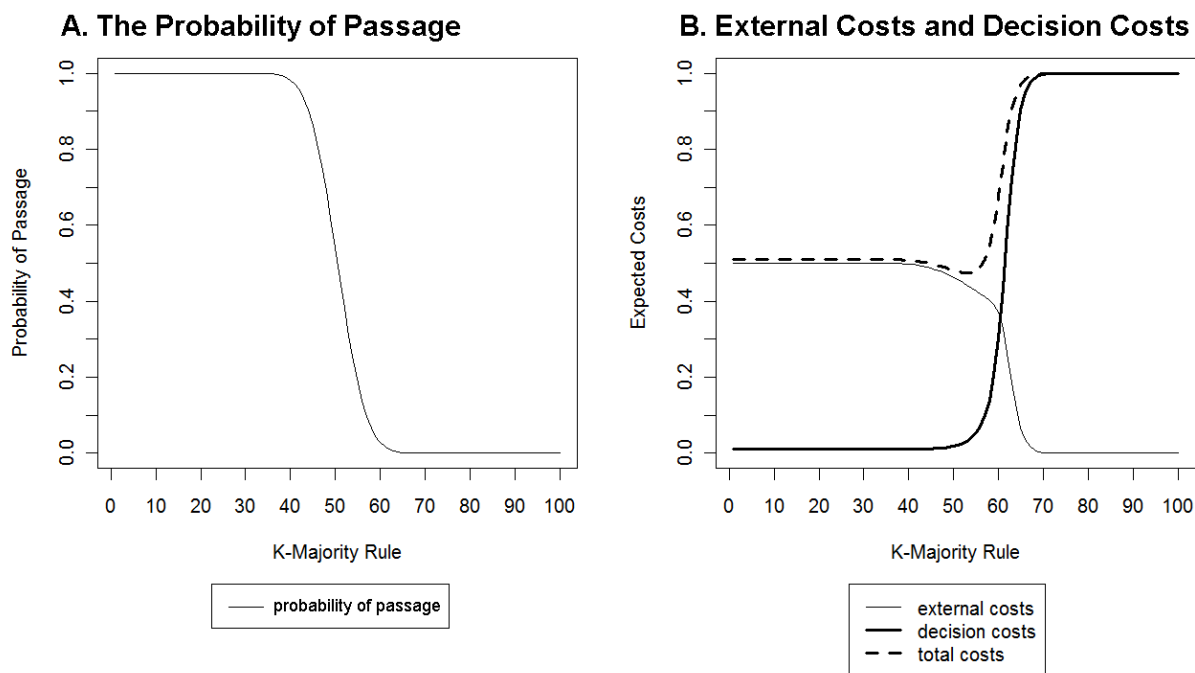 A. The Probability of Passage
Probability of Passage
1.0
0.8
0.6
0.4
0.2
0.0
0 10 20 30 40 50 60 70 80 90 100
K-Majority Rule
probability of passage
B. External Costs and Decision Costs
Expected Costs
1.0
0.8
0.6
0.4
0.2
0.0
0 10 20 30 40 50 60 70 80 90 100
K-Majority Rule
external costs
decision costs
total costs